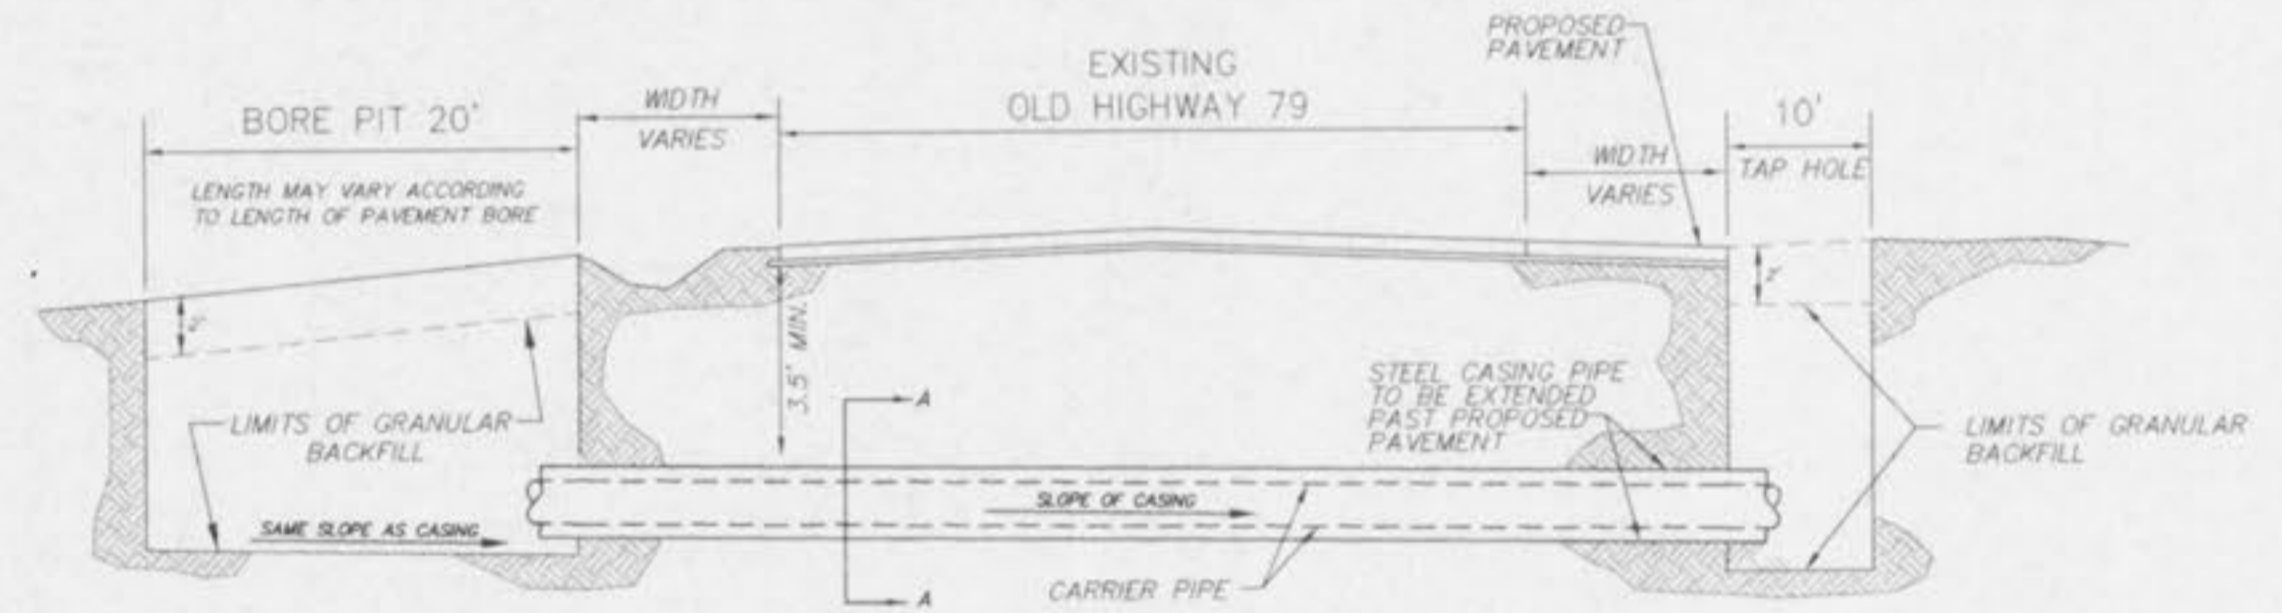 PROPOSED
PAVEMENT
EXISTING
OLD HIGHWAY 79
WIDTH
VARIES
BORE PIT 20'
10'
TAP HOLE
WIDTH
VARIES
LENGTH MAY VARY ACCORDING
TO LENGTH OF PAVEMENT BORE
2'
2'
3.5' MIN.
STEEL CASING PIPE
TO BE EXTENDED
PAST PROPOSED
PAVEMENT
A
LIMITS OF GRANULAR
BACKFILL
LIMITS OF GRANULAR
BACKFILL
SLOPE OF CASING
SAME SLOPE AS CASING
CARRIER PIPE
A